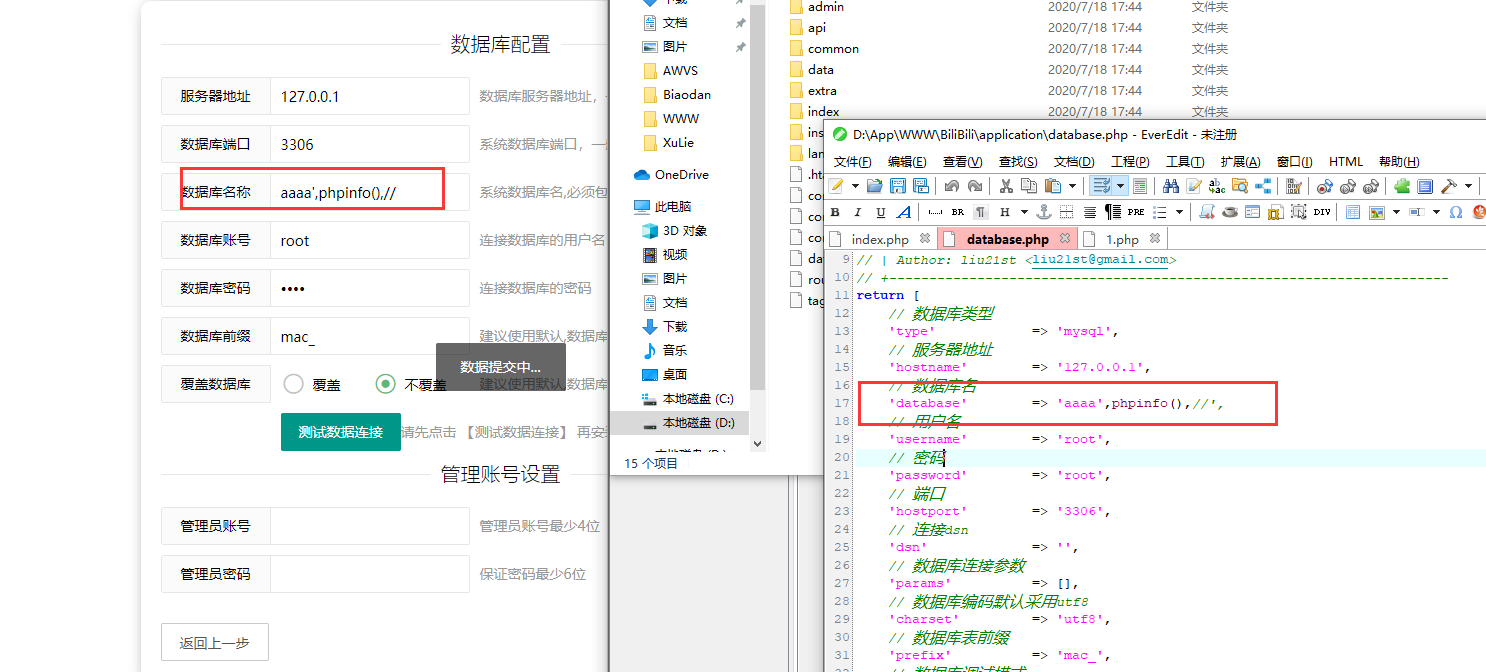 数据库配置
服务器地址 127.0.0.1 数据库服务器地址,
数据库端口 3306 系统数据库端口,一
数据库名称 aaaa',phpinfo(),// 系统数据库名,必须包
数据库账号 root 连接数据库的用户名
数据库密码 •••• 连接数据库的密码
数据库前缀 mac_ 建议使用默认,数据库
覆盖数据库 覆盖 不覆盖 建议使用默认,数据库
数据提交中...
测试数据连接 请先点击 【测试数据连接】 再安
管理账号设置
管理员账号 管理员账号最少4位
管理员密码 保证密码最少6位
返回上一步
下载
文档
图片
AWVS
Biaodan
WWW
XuLie
OneDrive
此电脑
3D 对象
视频
图片
文档
下载
音乐
桌面
本地磁盘 (C:)
本地磁盘 (D:)
15 个项目
admin 2020/7/18 17:44 文件夹
api 2020/7/18 17:44 文件夹
common 2020/7/18 17:44 文件夹
data 2020/7/18 17:44 文件夹
extra 2020/7/18 17:44 文件夹
index 2020/7/18 17:44 文件夹
ins
lan
.h
co
co
co
da
rou
tag
D:\App\WWW\BiliBili\application\database.php - EverEdit - 未注册
文件(F) 编辑(E) 查看(V) 查找(S) 文档(D) 工程(P) 工具(T) 扩展(A) 窗口(I) HTML 帮助(H)
B I U A BR ¶ H PRE DIV Ω
index.php database.php 1.php
9 // | Author: liu21st <liu21st@gmail.com>
10 // +----------------------------------------------------------------------
11 return [
12 // 数据库类型
13 'type' => 'mysql',
14 // 服务器地址
15 'hostname' => '127.0.0.1',
16 // 数据库名
17 'database' => 'aaaa',phpinfo(),//',
18 // 用户名
19 'username' => 'root',
20 // 密码
21 'password' => 'root',
22 // 端口
23 'hostport' => '3306',
24 // 连接dsn
25 'dsn' => '',
26 // 数据库连接参数
27 'params' => [],
28 // 数据库编码默认采用utf8
29 'charset' => 'utf8',
30 // 数据库表前缀
31 'prefix' => 'mac_',
// 数据库调试模式